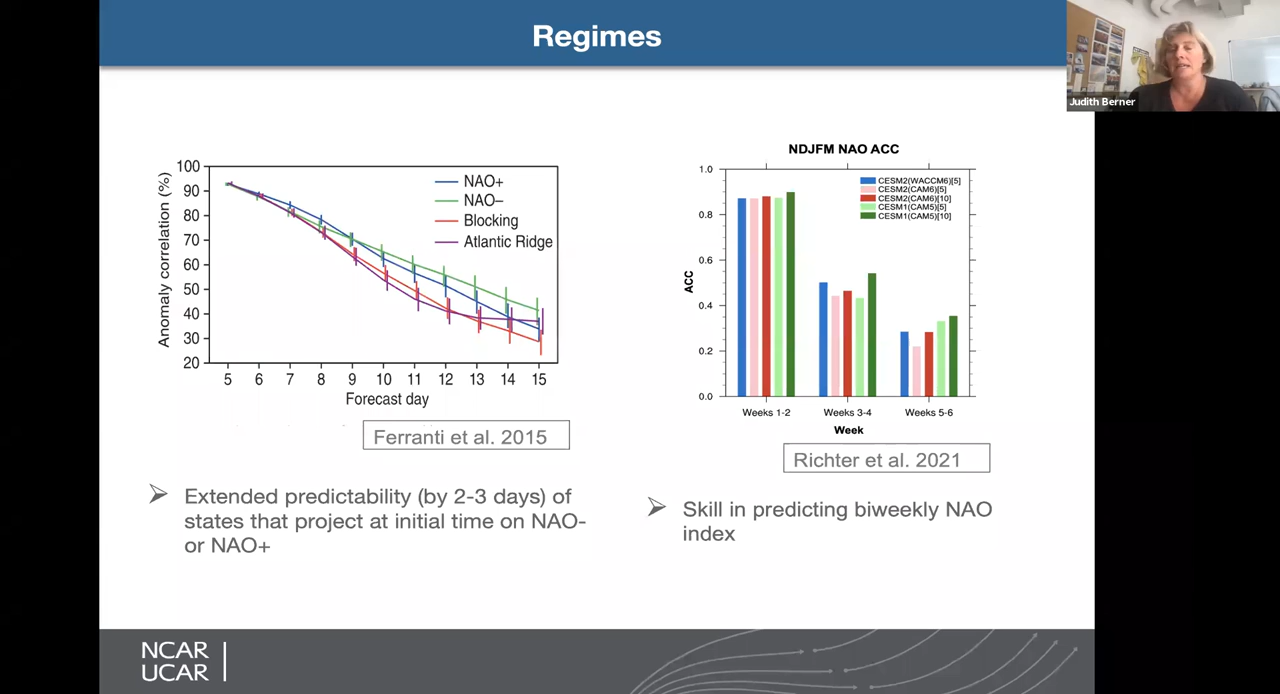 Regimes
Judith Berner
100
90
80
70
60
50
40
30
20
Anomaly correlation (%)
NAO+
NAO–
Blocking
Atlantic Ridge
5 6 7 8 9 10 11 12 13 14 15
Forecast day
Ferranti et al. 2015
Extended predictability (by 2-3 days) of
states that project at initial time on NAO-
or NAO+
NDJFM NAO ACC
1.0
0.8
0.6
0.4
0.2
0.0
ACC
CESM2(WACCM6)[5]
CESM2(CAM6)[5]
CESM2(CAM6)[10]
CESM1(CAM5)[5]
CESM1(CAM5)[10]
Weeks 1-2 Weeks 3-4 Weeks 5-6
Week
Richter et al. 2021
Skill in predicting biweekly NAO
index
NCAR
UCAR